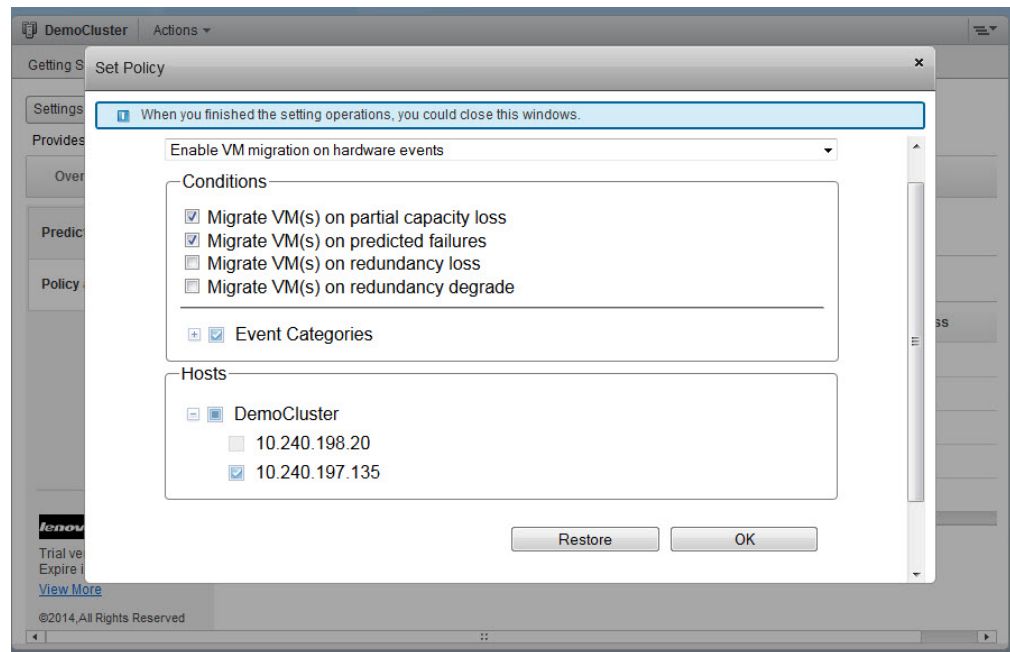 DemoCluster Actions
Getting S
Set Policy
Settings
When you finished the setting operations, you could close this windows.
Provides
Enable VM migration on hardware events
Over
Conditions
Migrate VM(s) on partial capacity loss
Predic
Migrate VM(s) on predicted failures
Migrate VM(s) on redundancy loss
Policy
Migrate VM(s) on redundancy degrade
ss
Event Categories
Hosts
DemoCluster
10.240.198.20
10.240.197.135
lenov
Restore OK
Trial ve
Expire i
View More
©2014,All Rights Reserved